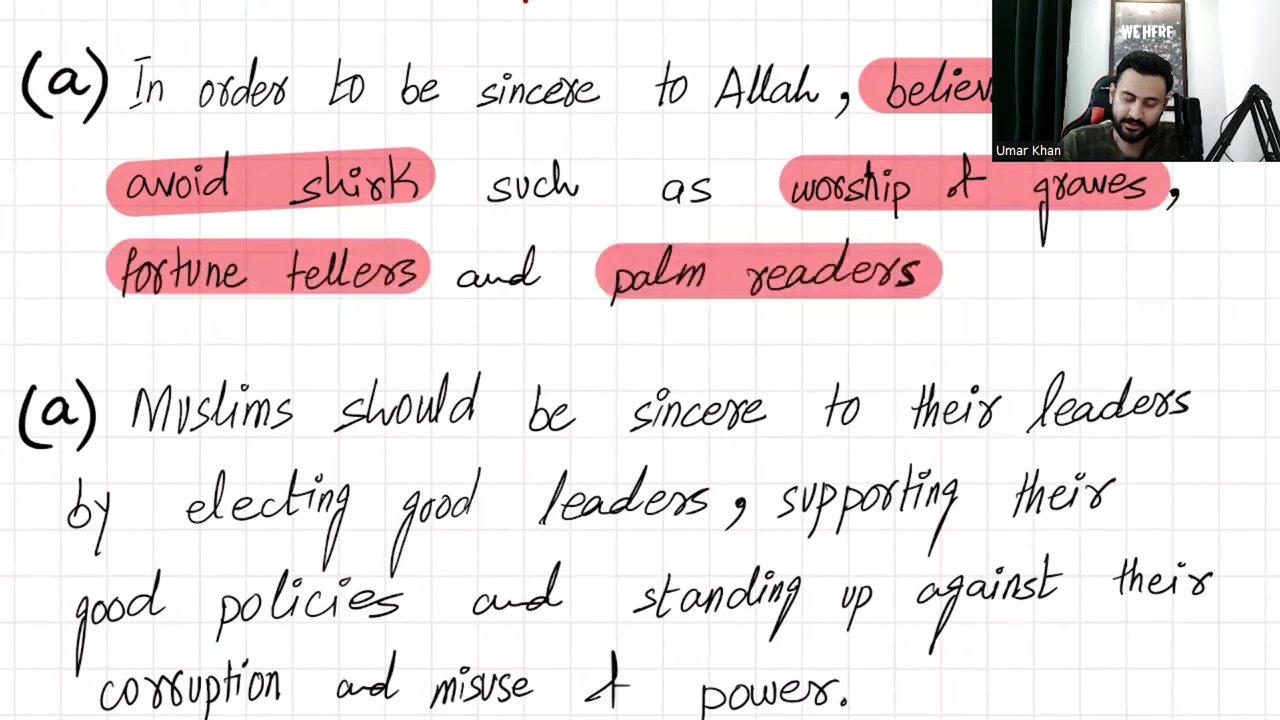 (a) In order to be sincere to Allah, believ
avoid shirk such as worship of graves,
fortune tellers and palm readers
(a) Muslims should be sincere to their leaders
by electing good leaders, supporting their
good policies and standing up against their
corruption and misuse of power.
WE HERE
Umar Khan